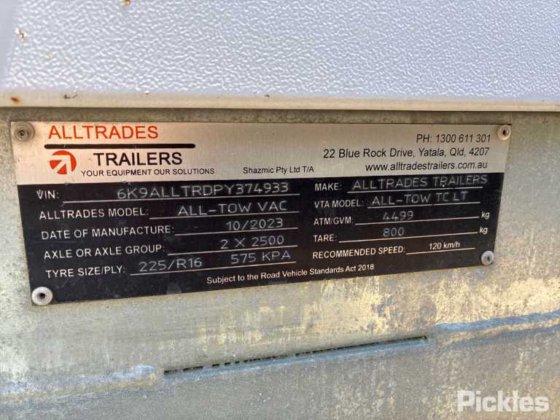 ALLTRADES
TRAILERS
YOUR EQUIPMENT OUR SOLUTIONS
Shazmic Pty Ltd T/A
PH: 1300 611 301
22 Blue Rock Drive, Yatala, Qld, 4207
www.alltradestrailers.com.au
VIN: 6K9ALLTRDPY374933
ALLTRADES MODEL: ALL-TOW VAC
DATE OF MANUFACTURE: 10/2023
AXLE OR AXLE GROUP: 2 X 2500
TYRE SIZE/PLY: 225/R16 575 KPA
MAKE: ALLTRADES TRAILERS
VTA MODEL: ALL-TOW TC LT
ATM/GVM: 4499 kg
TARE: 800 kg
RECOMMENDED SPEED: 120 km/h
Subject to the Road Vehicle Standards Act 2018
Pickles